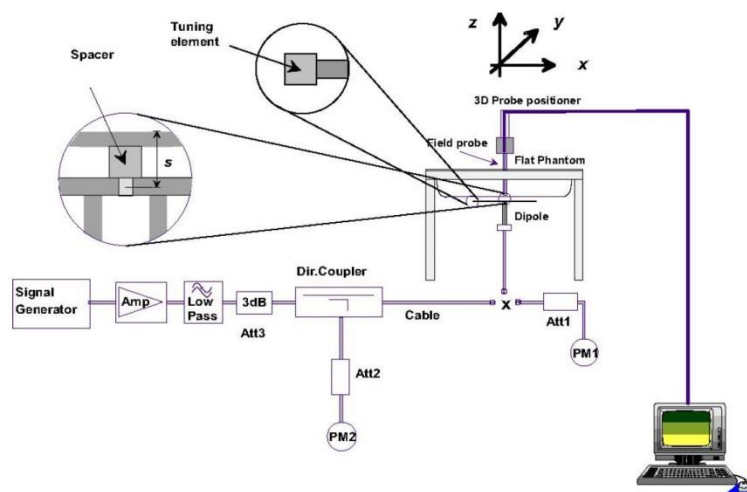 Tuning
element
Spacer
s
z
y
x
3D Probe positioner
Field probe
Flat Phantom
Dipole
Signal
Generator
Amp
Low
Pass
3dB
Att3
Dir.Coupler
Cable
x
Att1
PM1
Att2
PM2